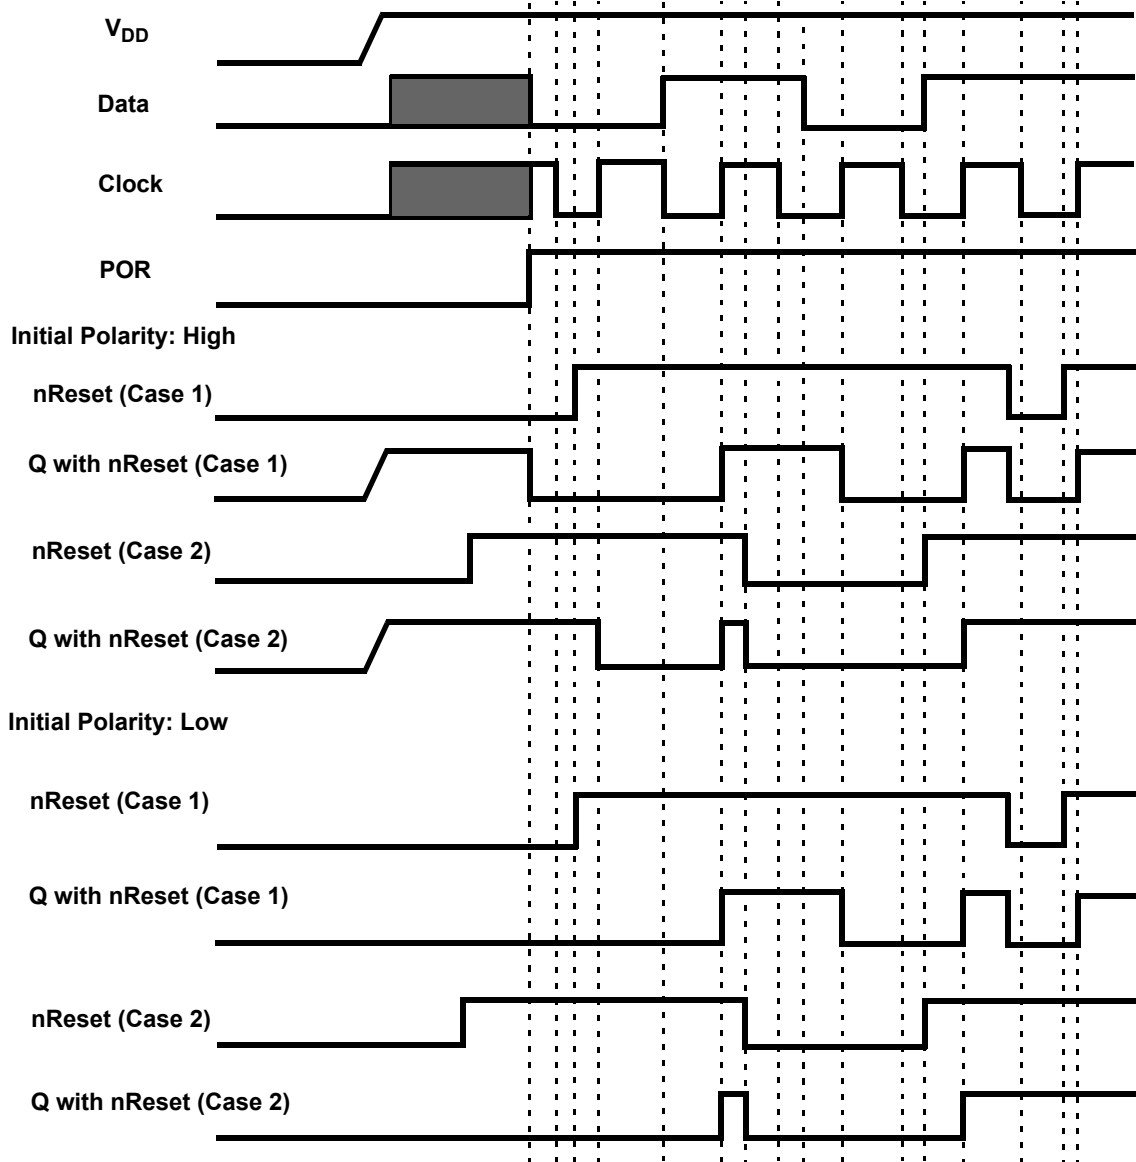 VDD
Data
Clock
POR
Initial Polarity: High
nReset (Case 1)
Q with nReset (Case 1)
nReset (Case 2)
Q with nReset (Case 2)
Initial Polarity: Low
nReset (Case 1)
Q with nReset (Case 1)
nReset (Case 2)
Q with nReset (Case 2)